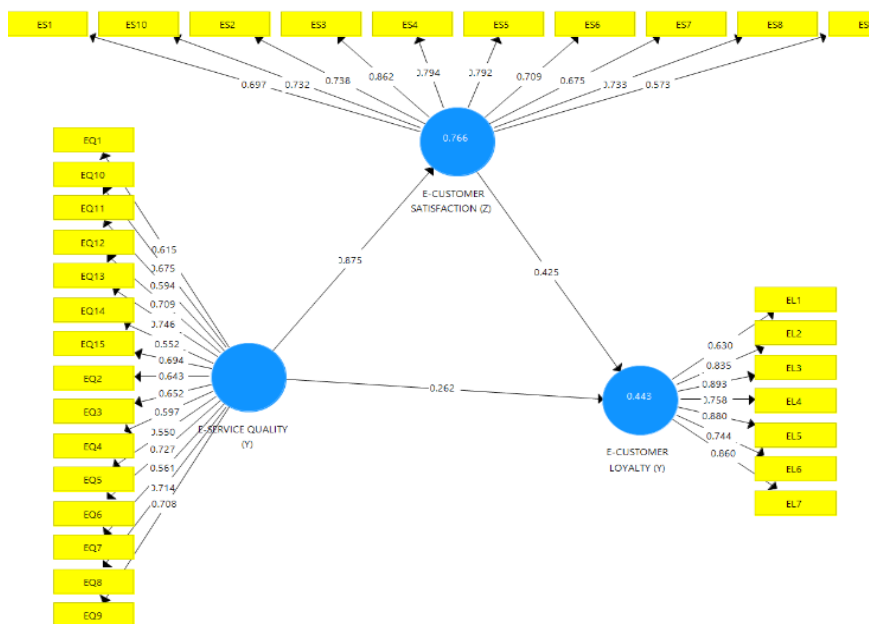 ES1 ES10 ES2 ES3 ES4 ES5 ES6 ES7 ES8 ES
0.697 0.732 0.738 0.862 0.794 0.792 0.709 0.675 0.733 0.573
0.766
E-CUSTOMER
SATISFACTION (Z)
EQ1
EQ10
EQ11
EQ12
EQ13
EQ14
EQ15
EQ2
EQ3
EQ4
EQ5
EQ6
EQ7
EQ8
EQ9
0.615
0.675
0.594
0.709
0.746
0.552
0.694
0.643
0.652
0.597
0.550
0.727
0.561
0.714
0.708
E-SERVICE QUALITY
(Y)
0.875
0.425
0.262
0.443
E-CUSTOMER
LOYALTY (Y)
0.630
0.835
0.893
0.758
0.880
0.744
0.860
EL1
EL2
EL3
EL4
EL5
EL6
EL7